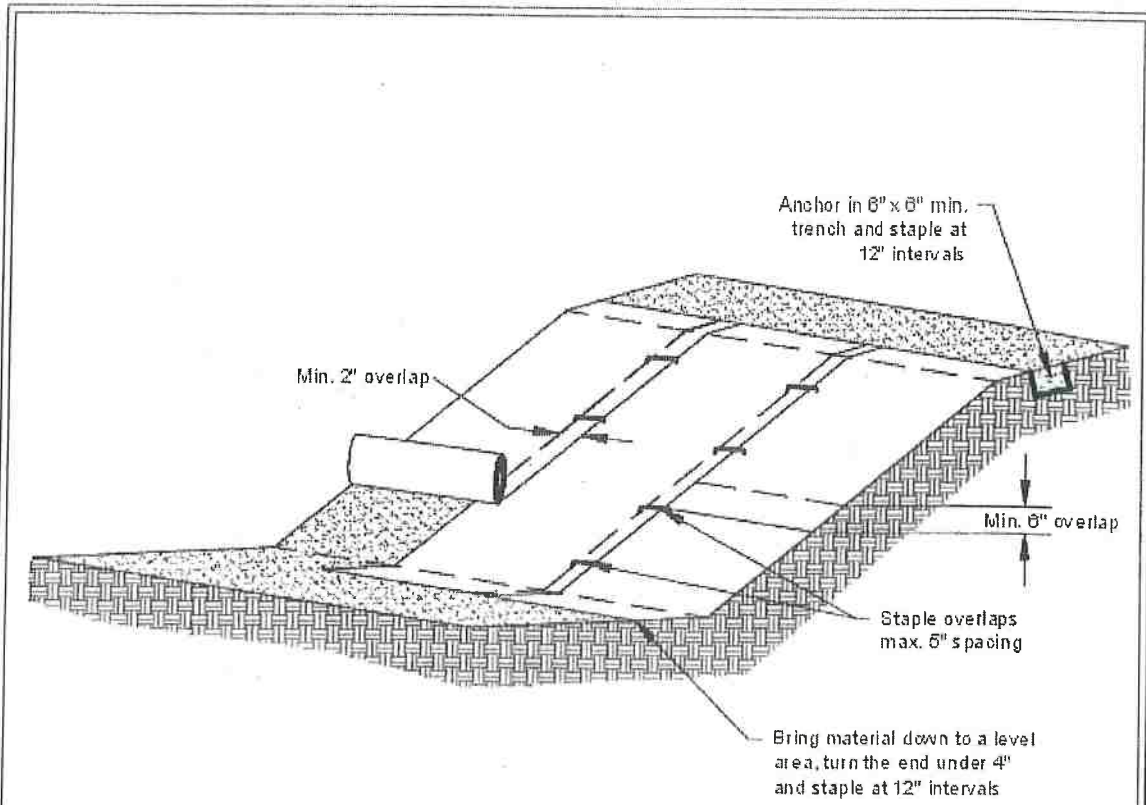 Anchor in 6" x 6" min.
trench and staple at
12" intervals
Min. 2" overlap
Min. 6" overlap
Staple overlaps
max. 5" spacing
Bring material down to a level
area, turn the end under 4"
and staple at 12" intervals